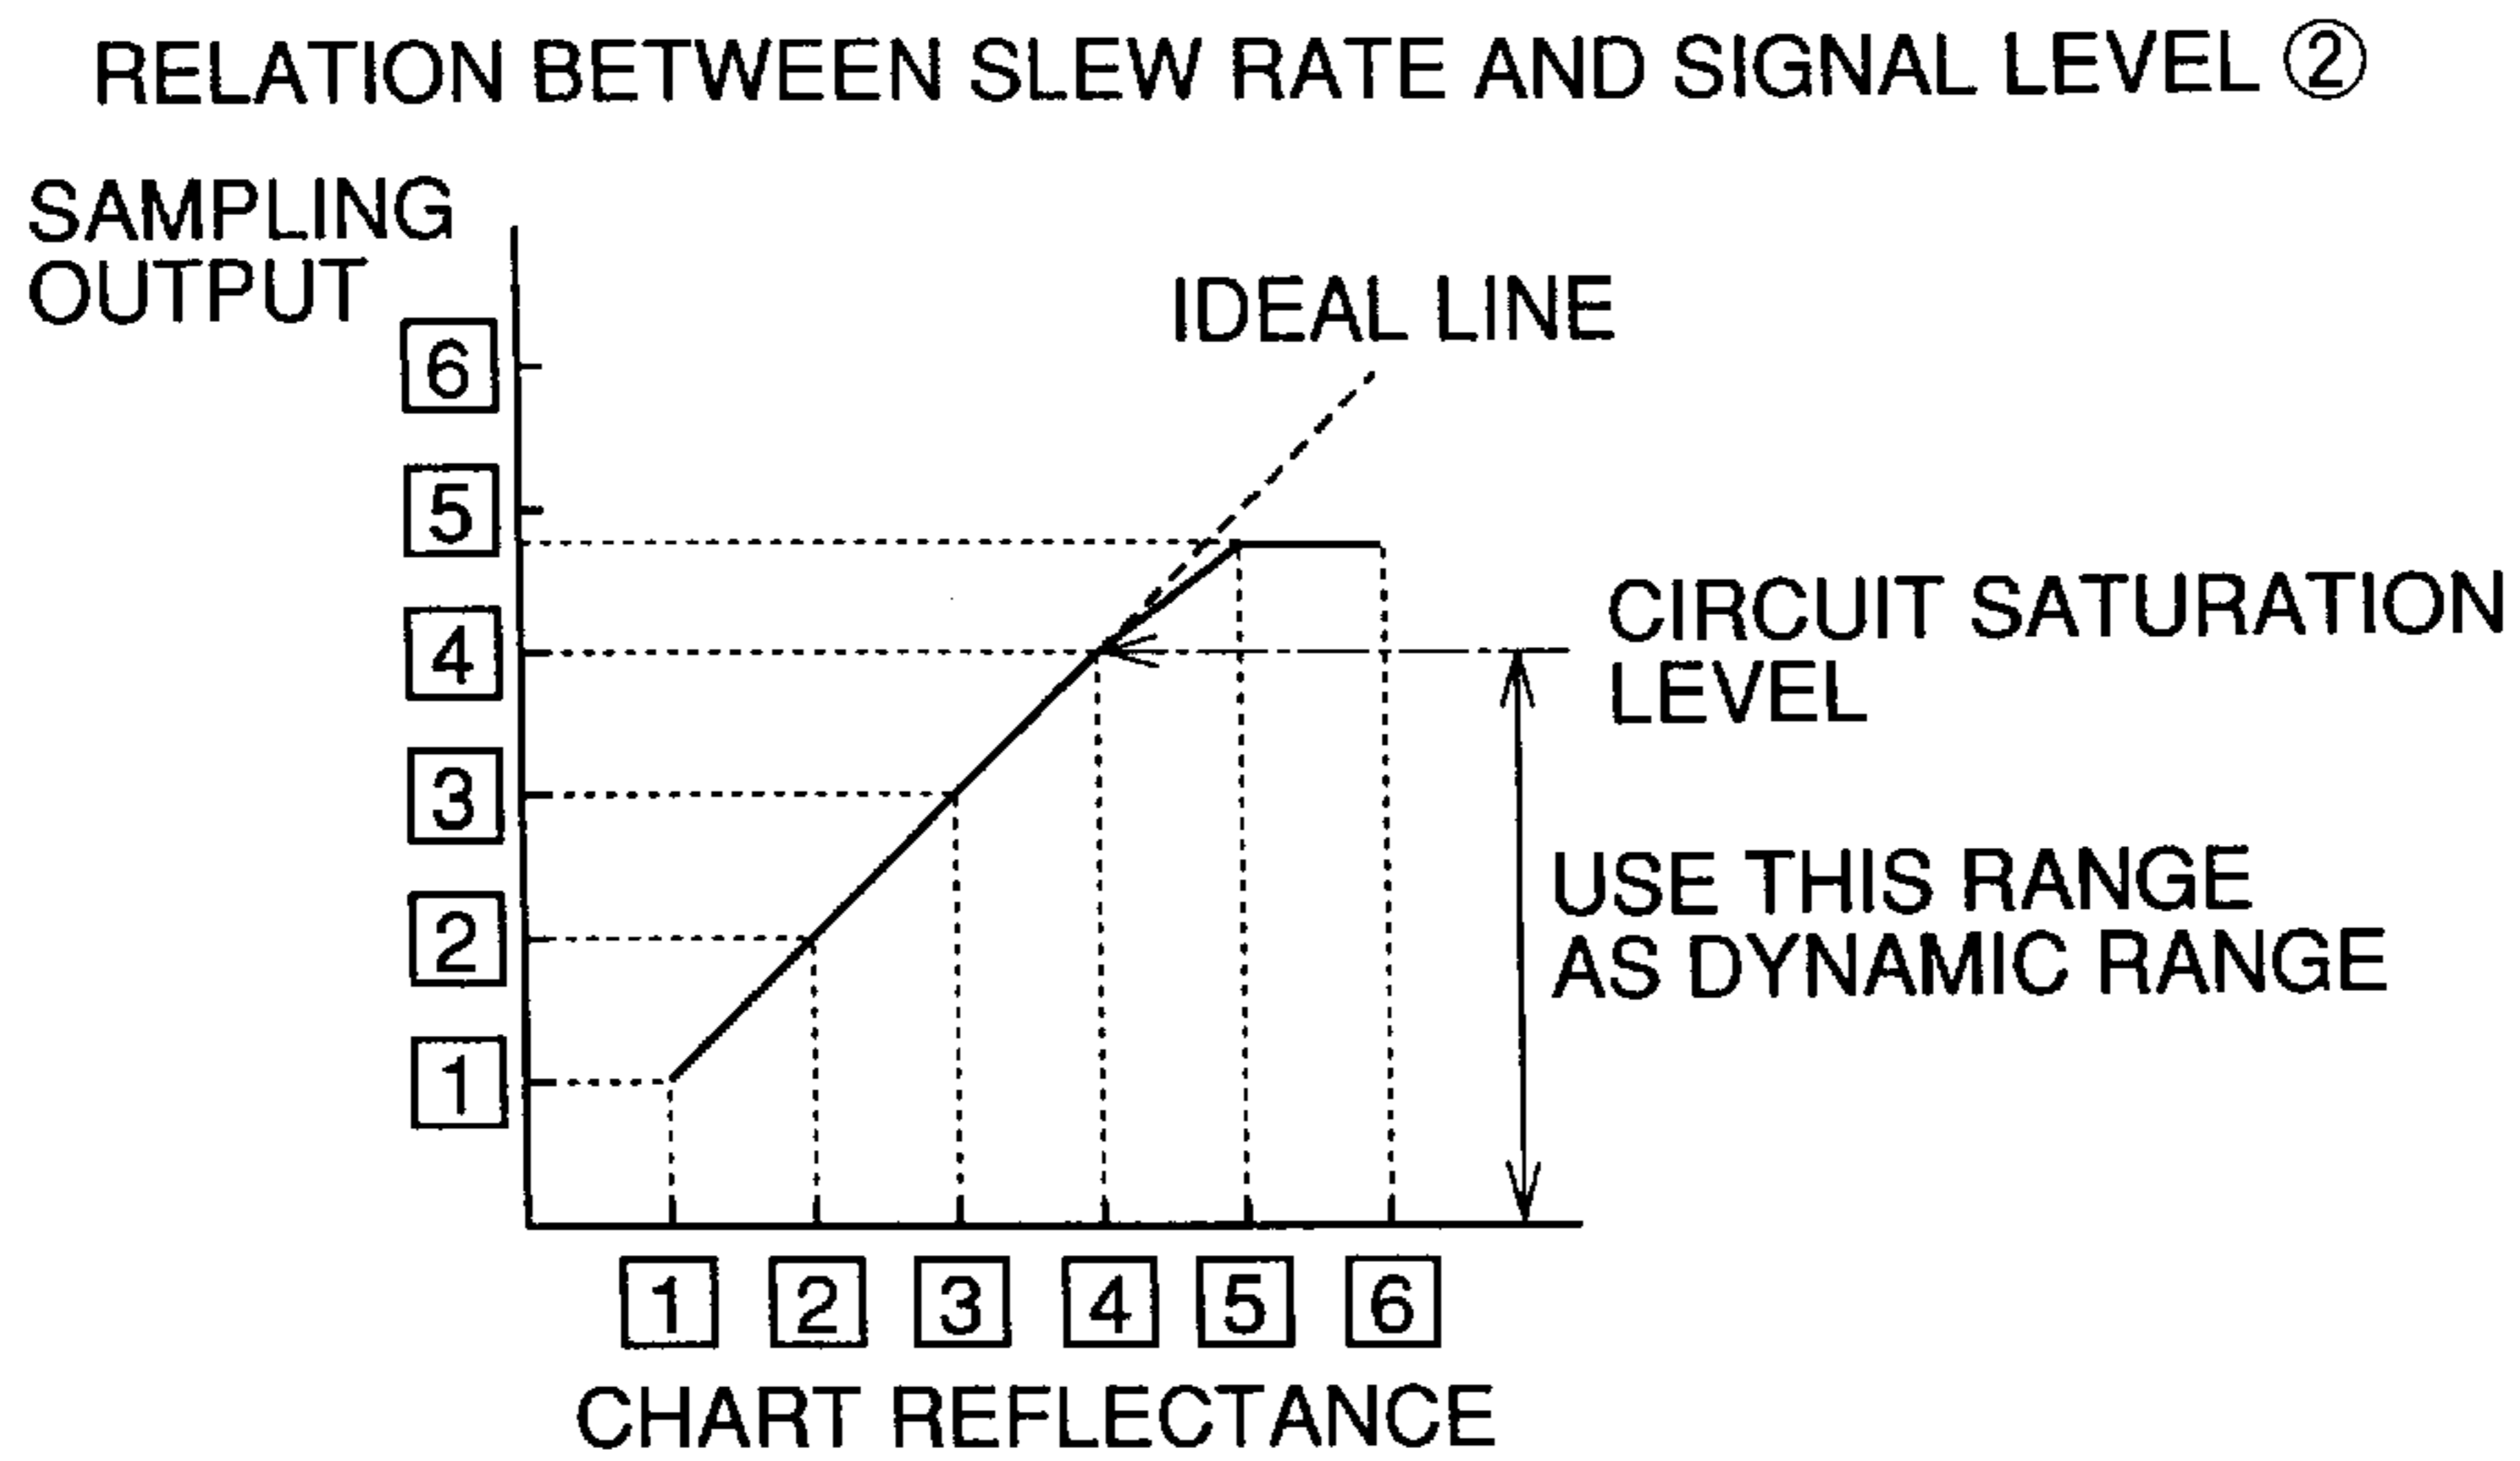 RELATION BETWEEN SLEW RATE AND SIGNAL LEVEL ②
SAMPLING
OUTPUT
IDEAL LINE
6
5
4
3
2
1
CIRCUIT SATURATION
LEVEL
USE THIS RANGE
AS DYNAMIC RANGE
1 2 3 4 5 6
CHART REFLECTANCE